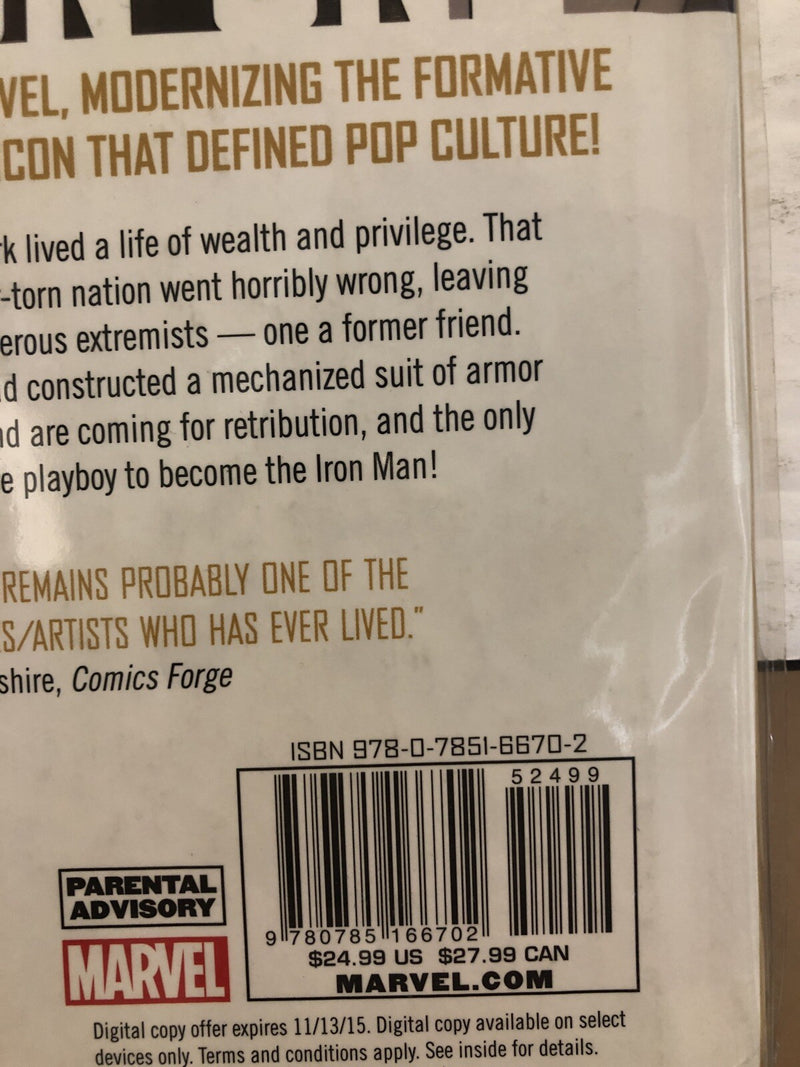 VEL, MODERNIZING THE FORMATIVE
CON THAT DEFINED POP CULTURE!
k lived a life of wealth and privilege. That
-torn nation went horribly wrong, leaving
erous extremists — one a former friend.
d constructed a mechanized suit of armor
nd are coming for retribution, and the only
e playboy to become the Iron Man!
REMAINS PROBABLY ONE OF THE
S/ARTISTS WHO HAS EVER LIVED."
shire, Comics Forge
ISBN 978-0-7851-6670-2
52499
9 780785 166702
$24.99 US $27.99 CAN
MARVEL.COM
PARENTAL
ADVISORY
MARVEL
Digital copy offer expires 11/13/15. Digital copy available on select
devices only. Terms and conditions apply. See inside for details.